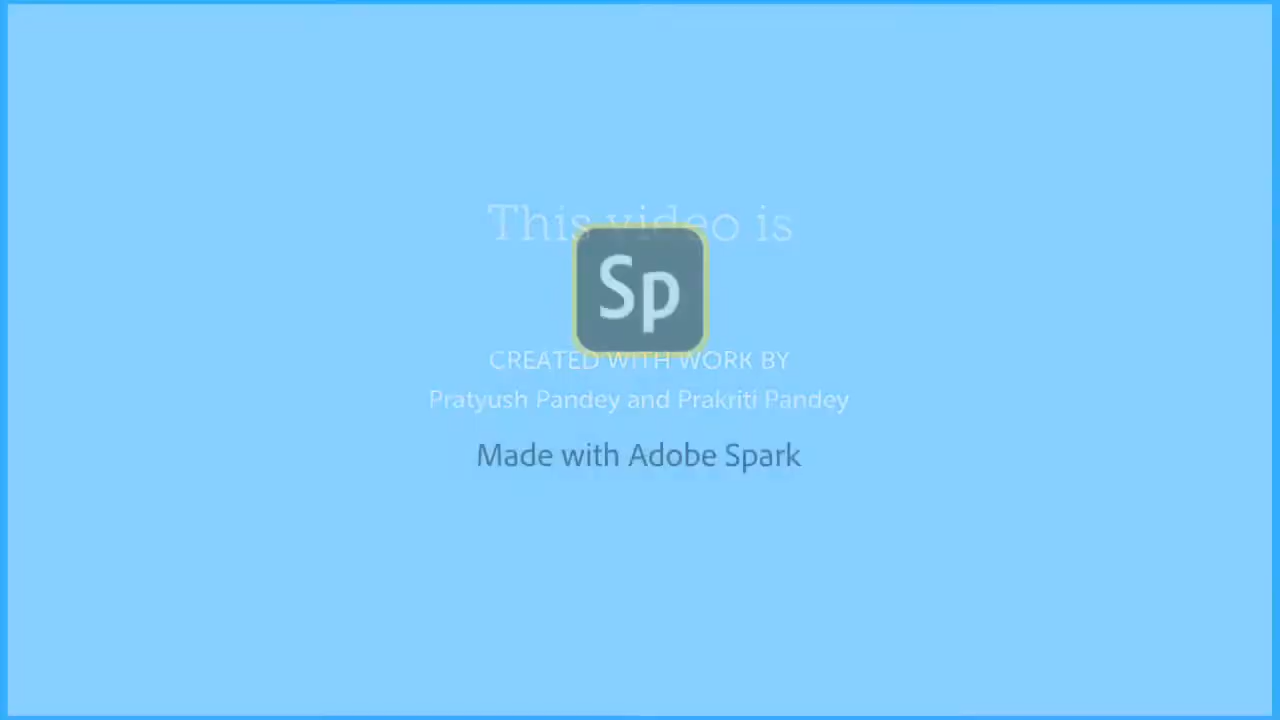 This video is
Sp
CREATED WITH WORK BY
Pratyush Pandey and Prakriti Pandey
Made with Adobe Spark